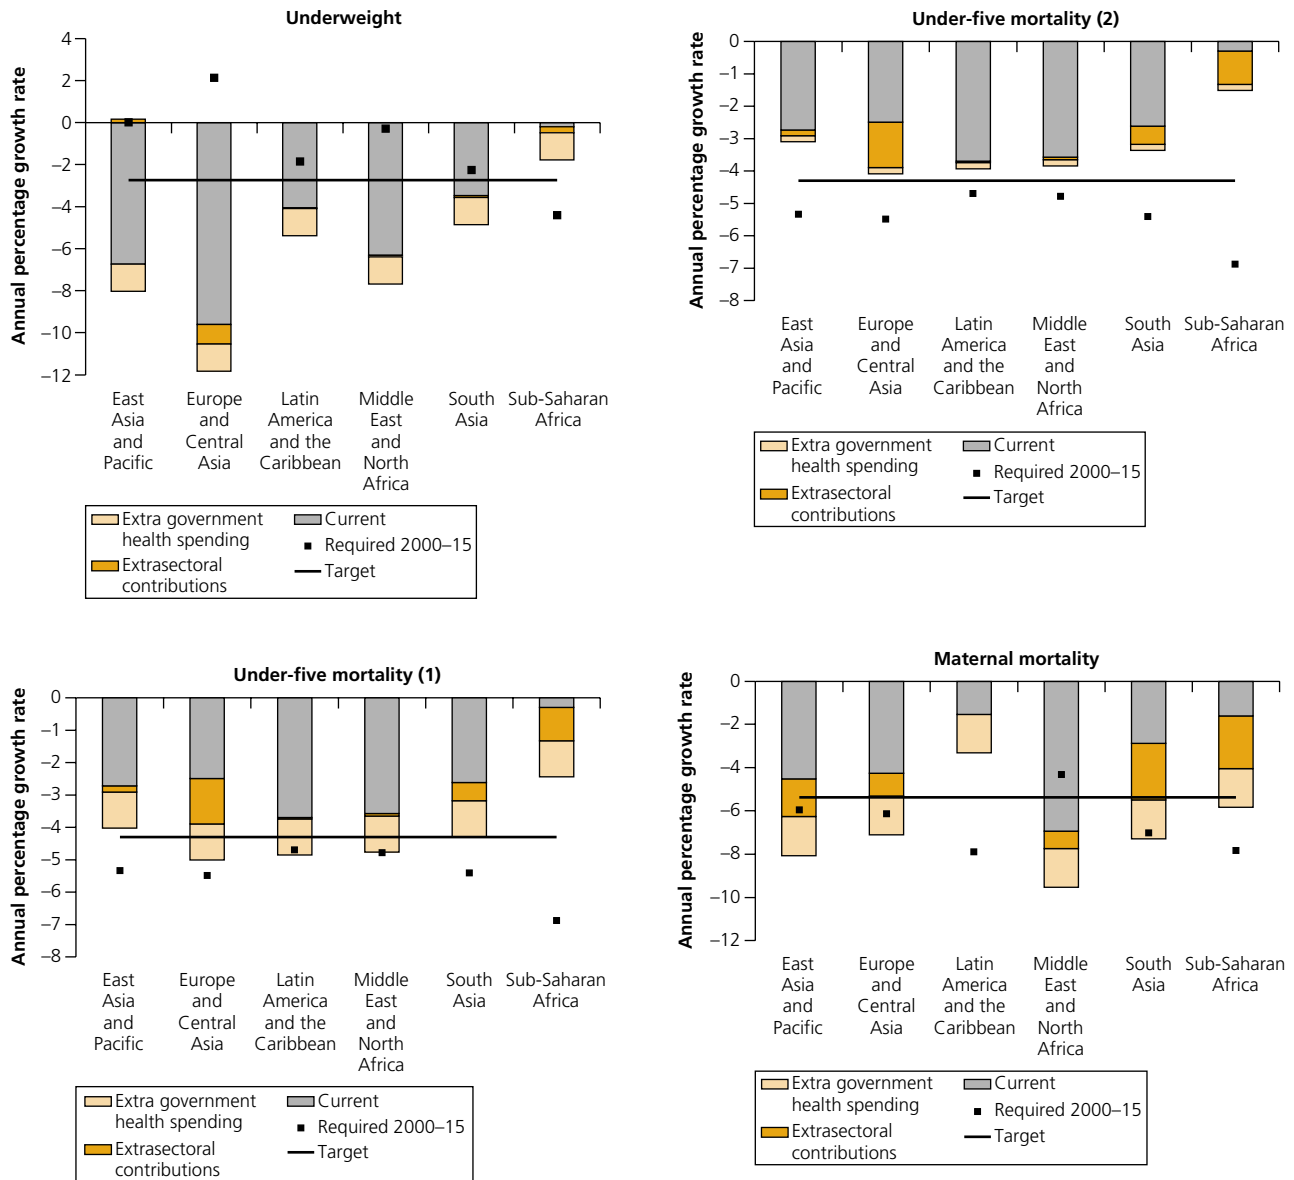 Underweight
Annual percentage growth rate
4
2
0
–2
–4
–6
–8
–10
–12
East
Asia
and
Pacific
Europe
and
Central
Asia
Latin
America
and the
Caribbean
Middle
East
and
North
Africa
South
Asia
Sub-Saharan
Africa
Extra government
health spending
Extrasectoral
contributions
Current
Required 2000–15
Target
Under-five mortality (2)
Annual percentage growth rate
0
–1
–2
–3
–4
–5
–6
–7
–8
East
Asia
and
Pacific
Europe
and
Central
Asia
Latin
America
and the
Caribbean
Middle
East
and
North
Africa
South
Asia
Sub-Saharan
Africa
Extra government
health spending
Extrasectoral
contributions
Current
Required 2000–15
Target
Under-five mortality (1)
Annual percentage growth rate
0
–1
–2
–3
–4
–5
–6
–7
–8
East
Asia
and
Pacific
Europe
and
Central
Asia
Latin
America
and the
Caribbean
Middle
East
and
North
Africa
South
Asia
Sub-Saharan
Africa
Extra government
health spending
Extrasectoral
contributions
Current
Required 2000–15
Target
Maternal mortality
Annual percentage growth rate
0
–2
–4
–6
–8
–10
–12
East
Asia
and
Pacific
Europe
and
Central
Asia
Latin
America
and the
Caribbean
Middle
East
and
North
Africa
South
Asia
Sub-Saharan
Africa
Extra government
health spending
Extrasectoral
contributions
Current
Required 2000–15
Target